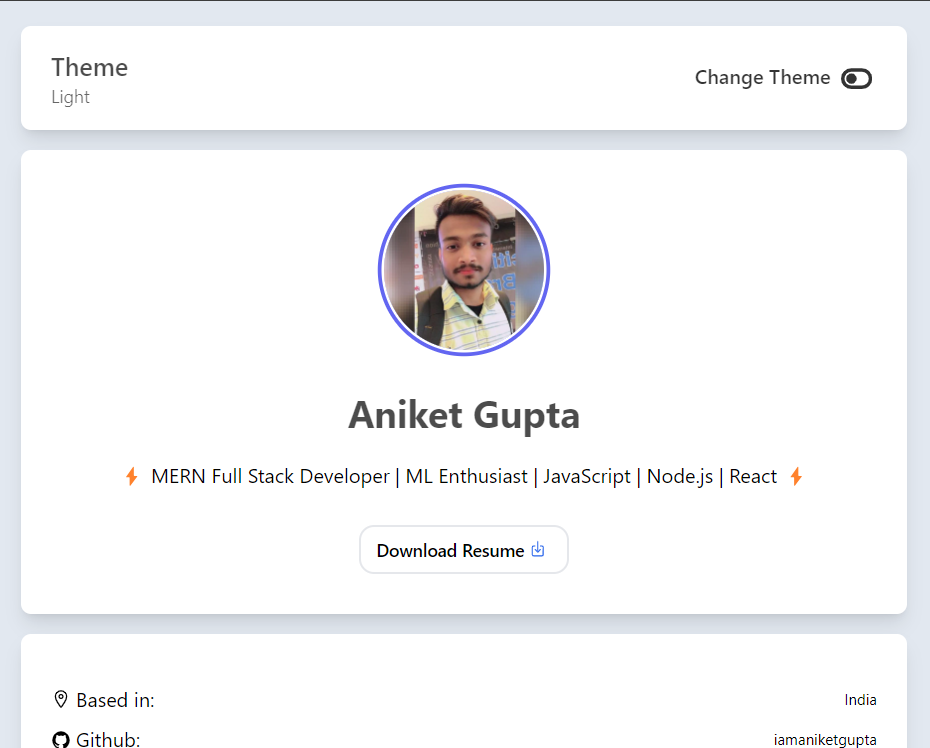 Theme
Light
Change Theme
Aniket Gupta
MERN Full Stack Developer | ML Enthusiast | JavaScript | Node.js | React
Download Resume
Based in: India
Github: iamaniketgupta